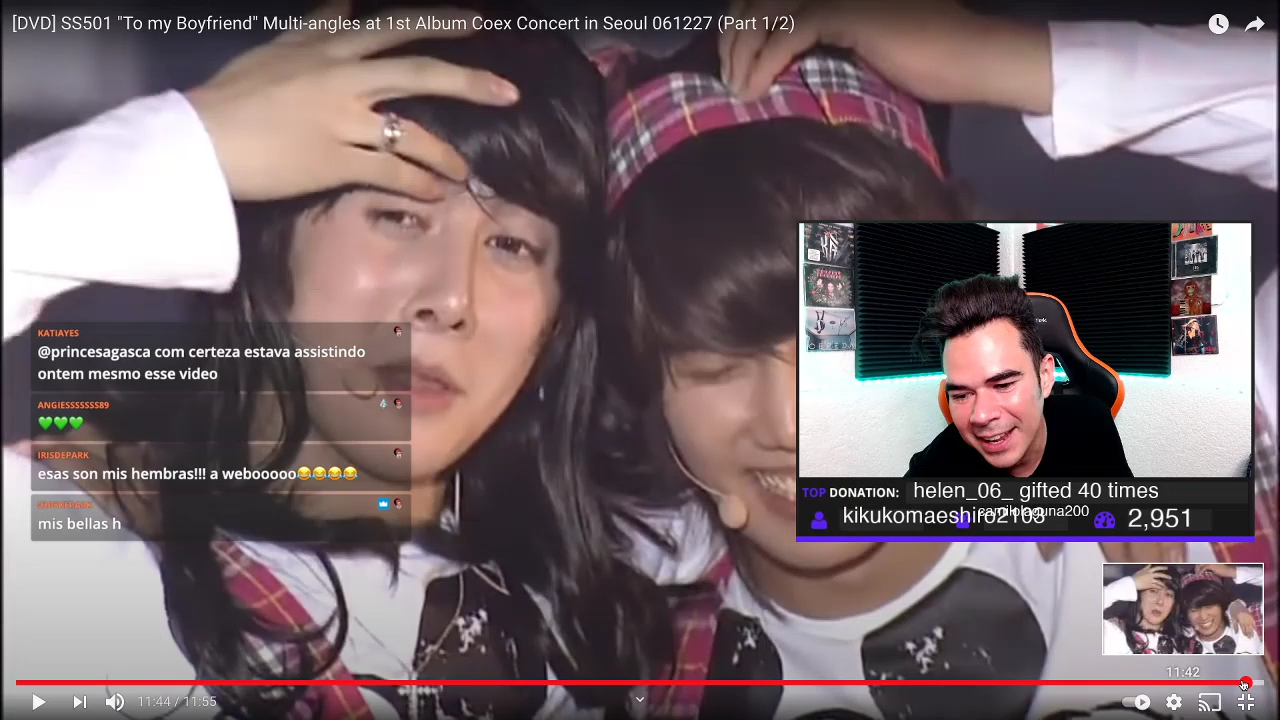 [DVD] SS501 "To my Boyfriend" Multi-angles at 1st Album Coex Concert in Seoul 061227 (Part 1/2)
KATIAYES
@princesagasca com certeza estava assistindo
ontem mesmo esse video
ANGIESSSSSSS89
💚💚💚
IRISDEPARK
esas son mis hembras!!! a webooooo😂😂😂😂
mis bellas h
TOP DONATION: helen_06_ gifted 40 times
kikukomaeshiro2103
camilolaguna200
2,951
11:42
11:44 / 11:55